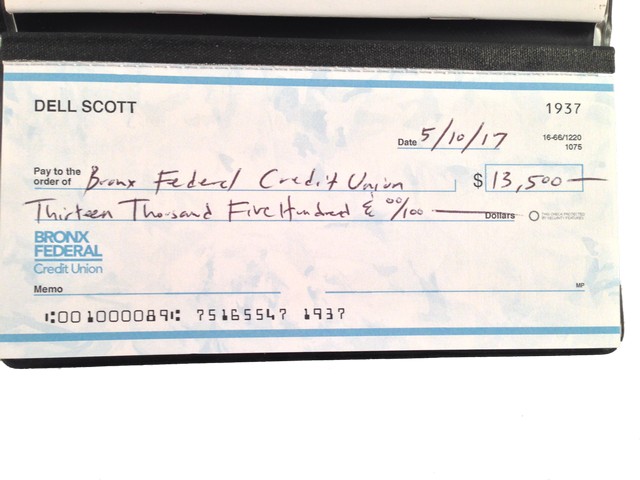 DELL SCOTT 1937
Date 5/10/17 16-66/1220
1075
Pay to the
order of Bronx Federal Credit Union $ 13,500—
Thirteen Thousand Five Hundred & 00/100 — Dollars
BRONX
FEDERAL
Credit Union
Memo MP
⑆001000089⑆ 75165547 1937